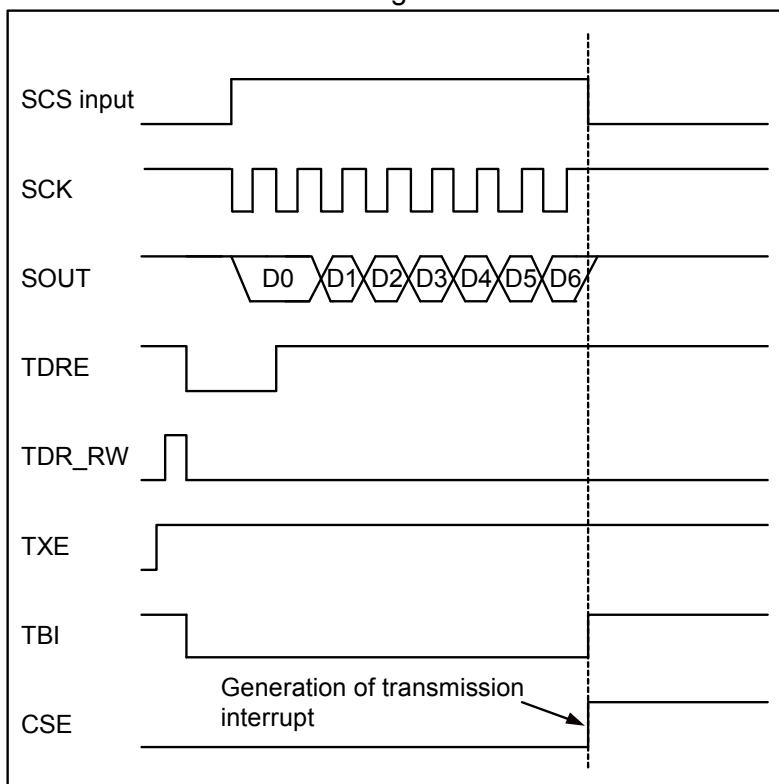 SCS input
SCK
SOUT
D0 D1 D2 D3 D4 D5 D6
TDRE
TDR_RW
TXE
TBI
Generation of transmission
interrupt
CSE